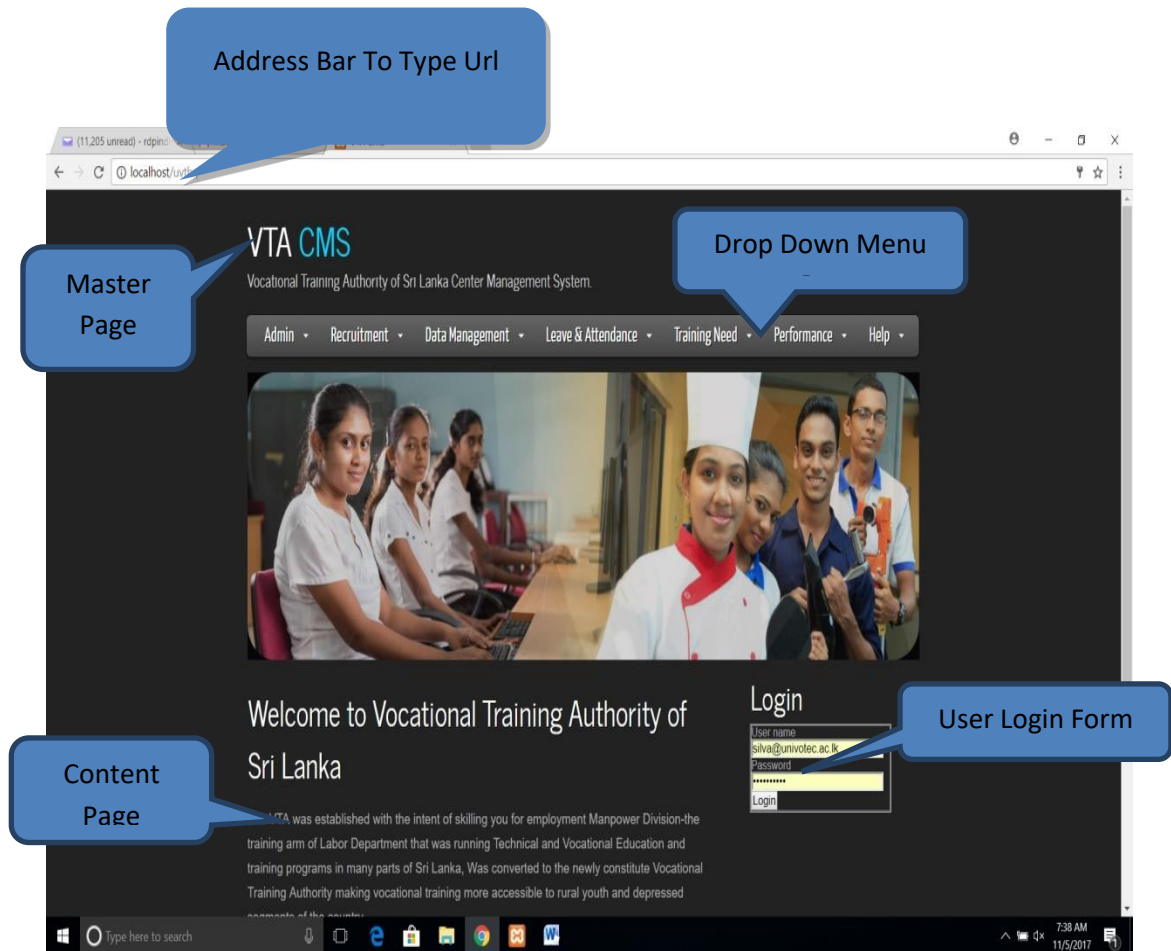 Address Bar To Type Url
(11,205 unread) - rdpind
localhost/uvt
VTA CMS
Vocational Training Authority of Sri Lanka Center Management System.
Master
Page
Drop Down Menu
Admin Recruitment Data Management Leave & Attendance Training Need Performance Help
Welcome to Vocational Training Authority of
Sri Lanka
Login
User name
silva@univotec.ac.lk
Password
••••••••••
Login
User Login Form
Content
Page
VTA was established with the intent of skilling you for employment Manpower Division-the
training arm of Labor Department that was running Technical and Vocational Education and
training programs in many parts of Sri Lanka, Was converted to the newly constitute Vocational
Training Authority making vocational training more accessible to rural youth and depressed
segments of the country
Type here to search
7:38 AM
11/5/2017